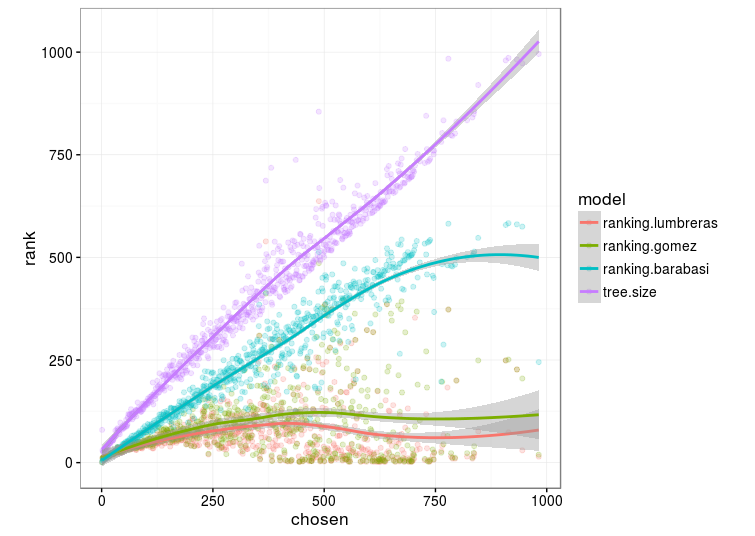 1000
750
500
250
0
rank
0
250
500
750
1000
chosen
model
ranking.lumbreras
ranking.gomez
ranking.barabasi
tree.size